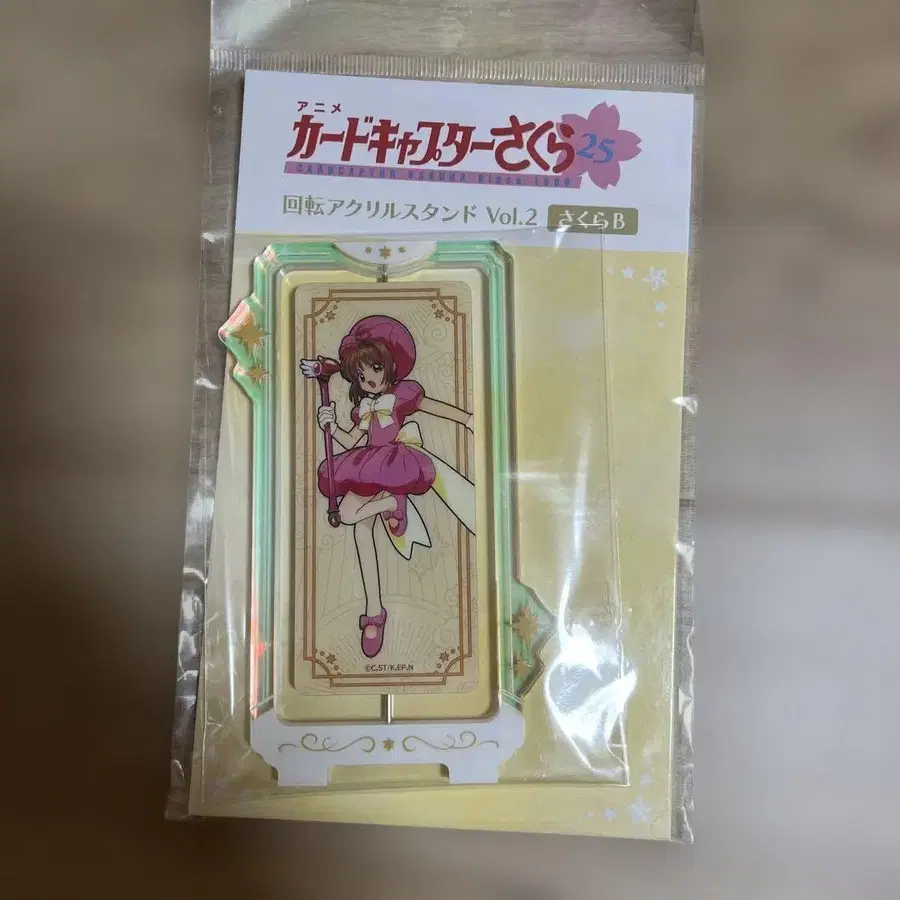 アニメ
カードキャプターさくら 25
CARDCAPTOR SAKURA Since 1998
回転アクリルスタンド Vol.2 さくらB
©C,ST/K,EP,N